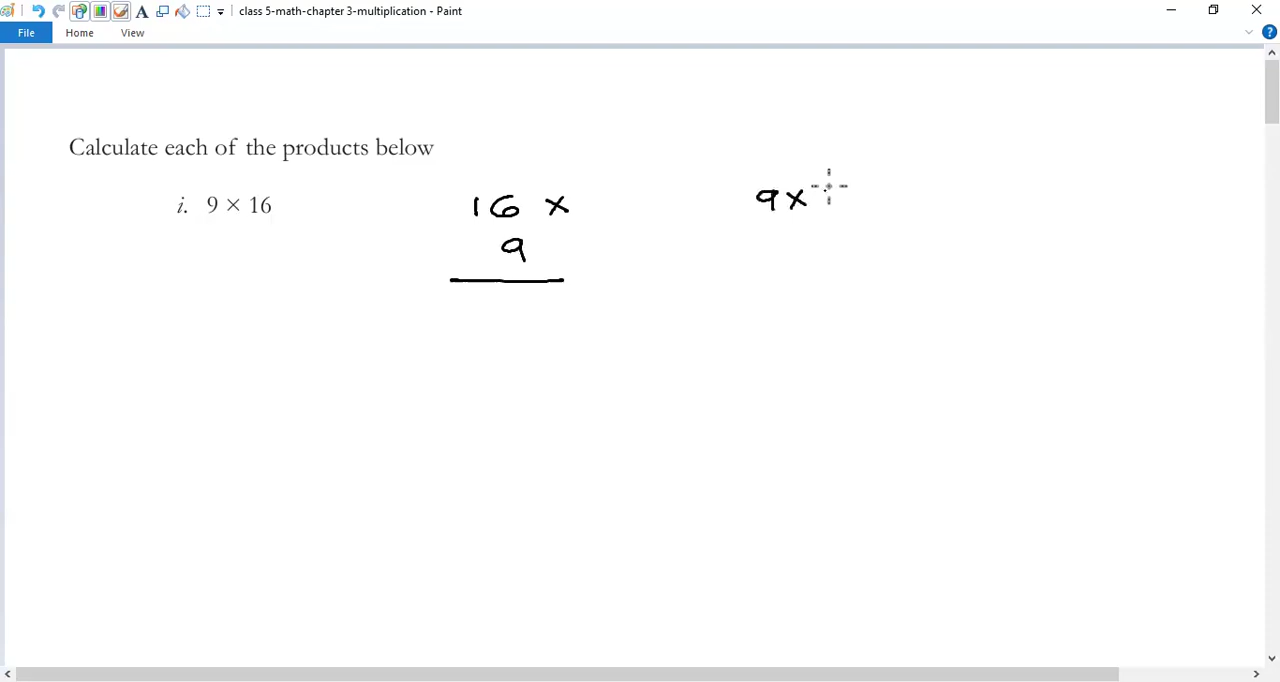 class 5-math-chapter 3-multiplication - Paint
File Home View
Calculate each of the products below
i. 9 × 16
16 ×
9
9 ×